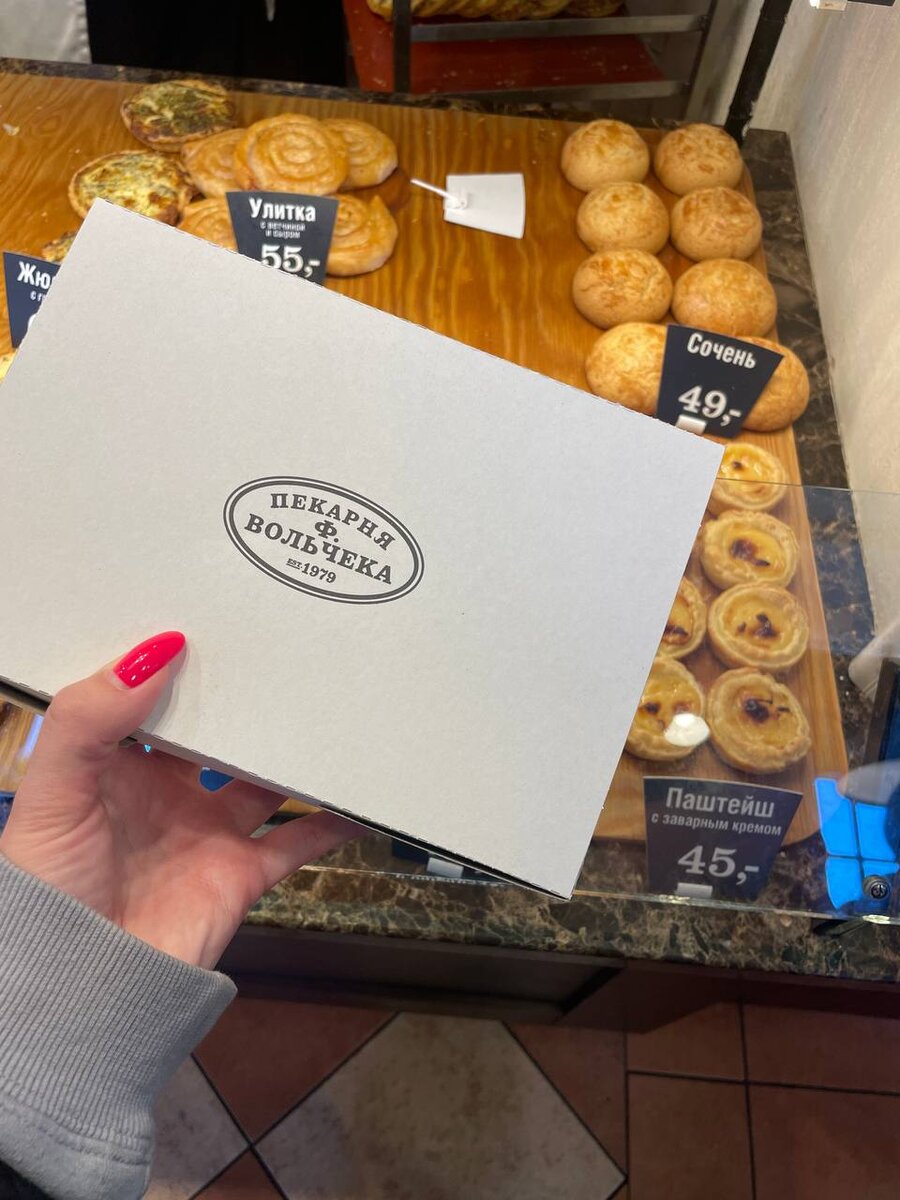 Улитка
с ветчиной
и сыром
55,-
Сочень
49,-
ПЕКАРНЯ
Ф.
ВОЛЬЧЕКА
EST. 1979
Паштейш
с заварным кремом
45,-